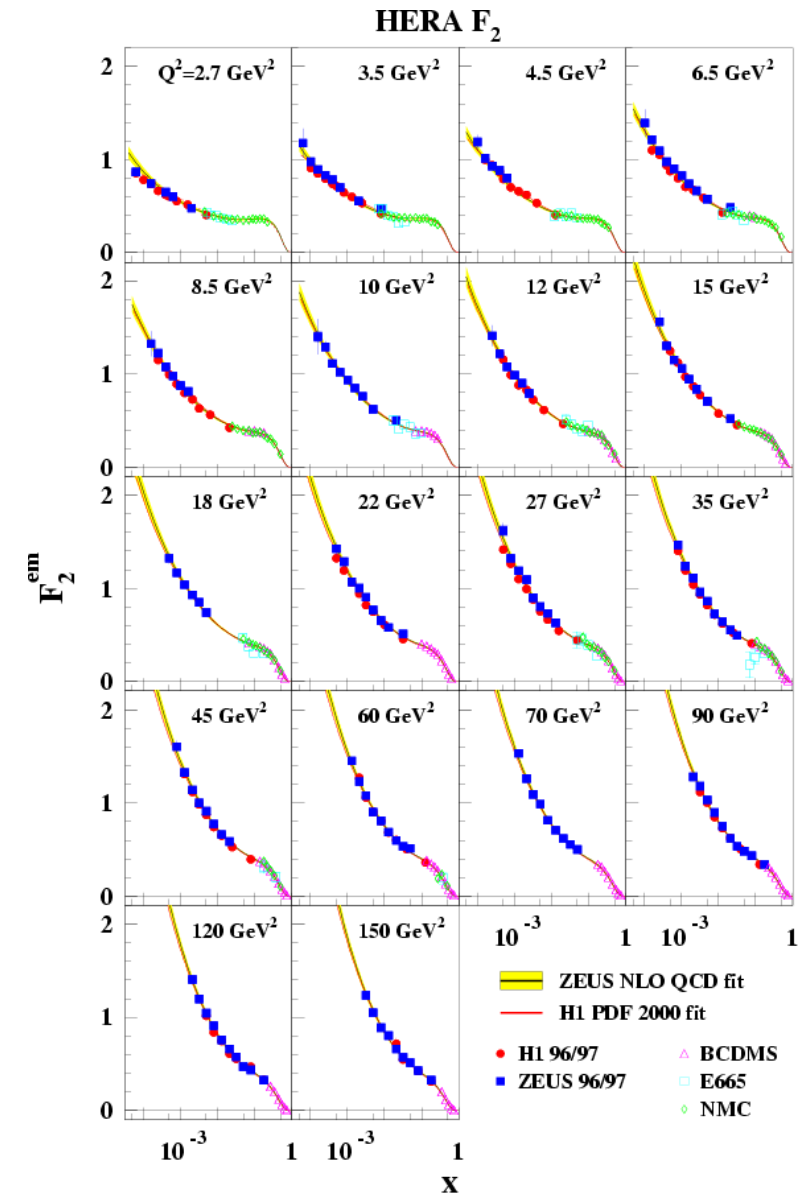 HERA F₂
Q²=2.7 GeV² 3.5 GeV² 4.5 GeV² 6.5 GeV²
2
1
0
8.5 GeV² 10 GeV² 12 GeV² 15 GeV²
2
1
0
18 GeV² 22 GeV² 27 GeV² 35 GeV²
2
1
0
F₂ᵉᵐ
45 GeV² 60 GeV² 70 GeV² 90 GeV²
2
1
0
120 GeV² 150 GeV²
2
1
0
10⁻³ 1 10⁻³ 1
ZEUS NLO QCD fit
H1 PDF 2000 fit
H1 96/97 BCDMS
ZEUS 96/97 E665
NMC
10⁻³ 1 10⁻³ 1
x